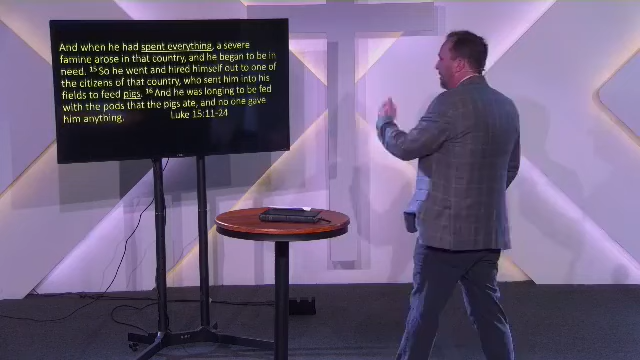 And when he had spent everything, a severe
famine arose in that country, and he began to be in
need. 15 So he went and hired himself out to one of
the citizens of that country, who sent him into his
fields to feed pigs. 16 And he was longing to be fed
with the pods that the pigs ate, and no one gave
him anything. Luke 15:11-24